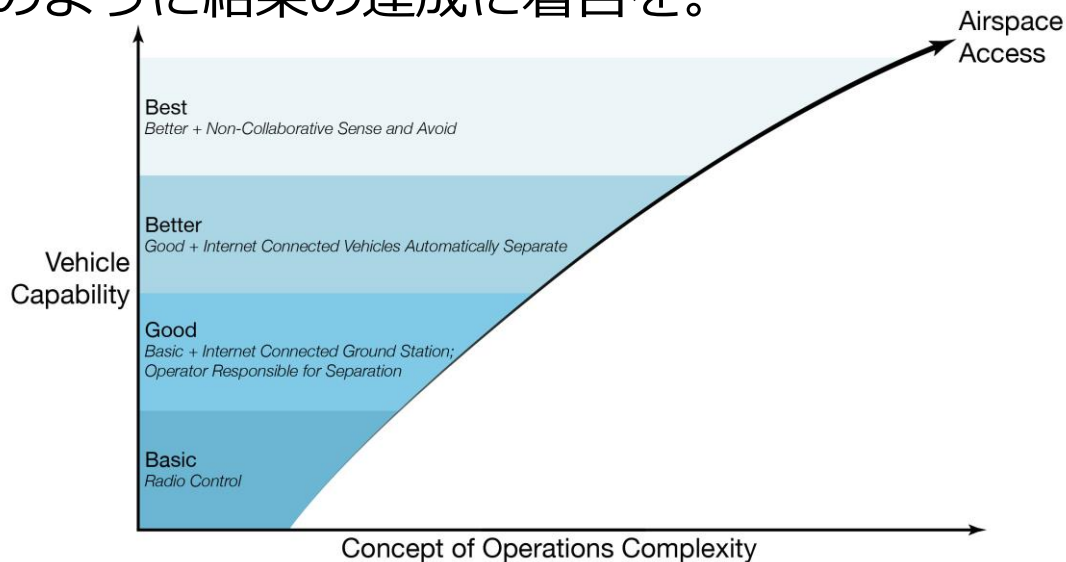 のように結果の達成に着目を。
Airspace
Access
Best
Better + Non-Collaborative Sense and Avoid
Better
Good + Internet Connected Vehicles Automatically Separate
Vehicle
Capability
Good
Basic + Internet Connected Ground Station;
Operator Responsible for Separation
Basic
Radio Control
Concept of Operations Complexity